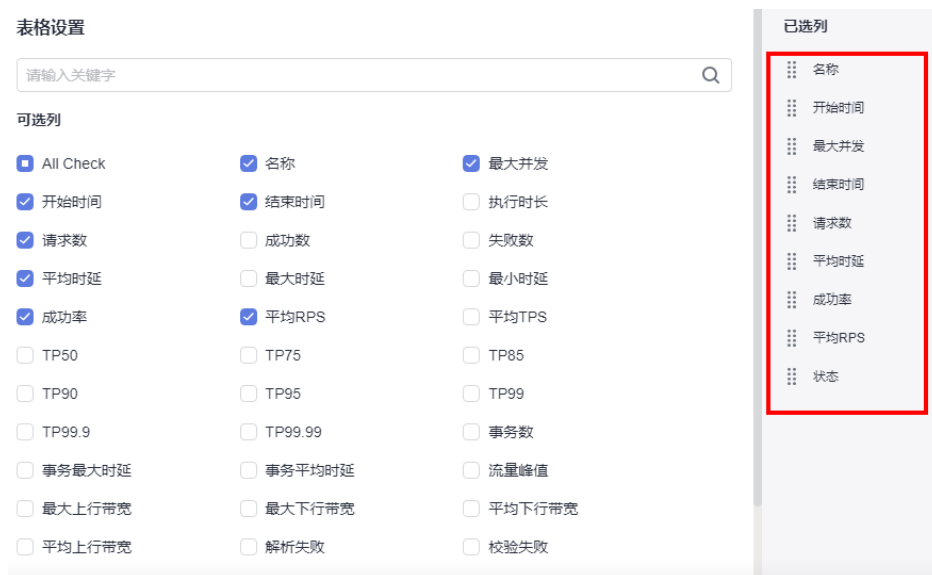 表格设置
请输入关键字
可选列
All Check 名称 最大并发
开始时间 结束时间 执行时长
请求数 成功数 失败数
平均时延 最大时延 最小时延
成功率 平均RPS 平均TPS
TP50 TP75 TP85
TP90 TP95 TP99
TP99.9 TP99.99 事务数
事务最大时延 事务平均时延 流量峰值
最大上行带宽 最大下行带宽 平均下行带宽
平均上行带宽 解析失败 校验失败
已选列
名称
开始时间
最大并发
结束时间
请求数
平均时延
成功率
平均RPS
状态